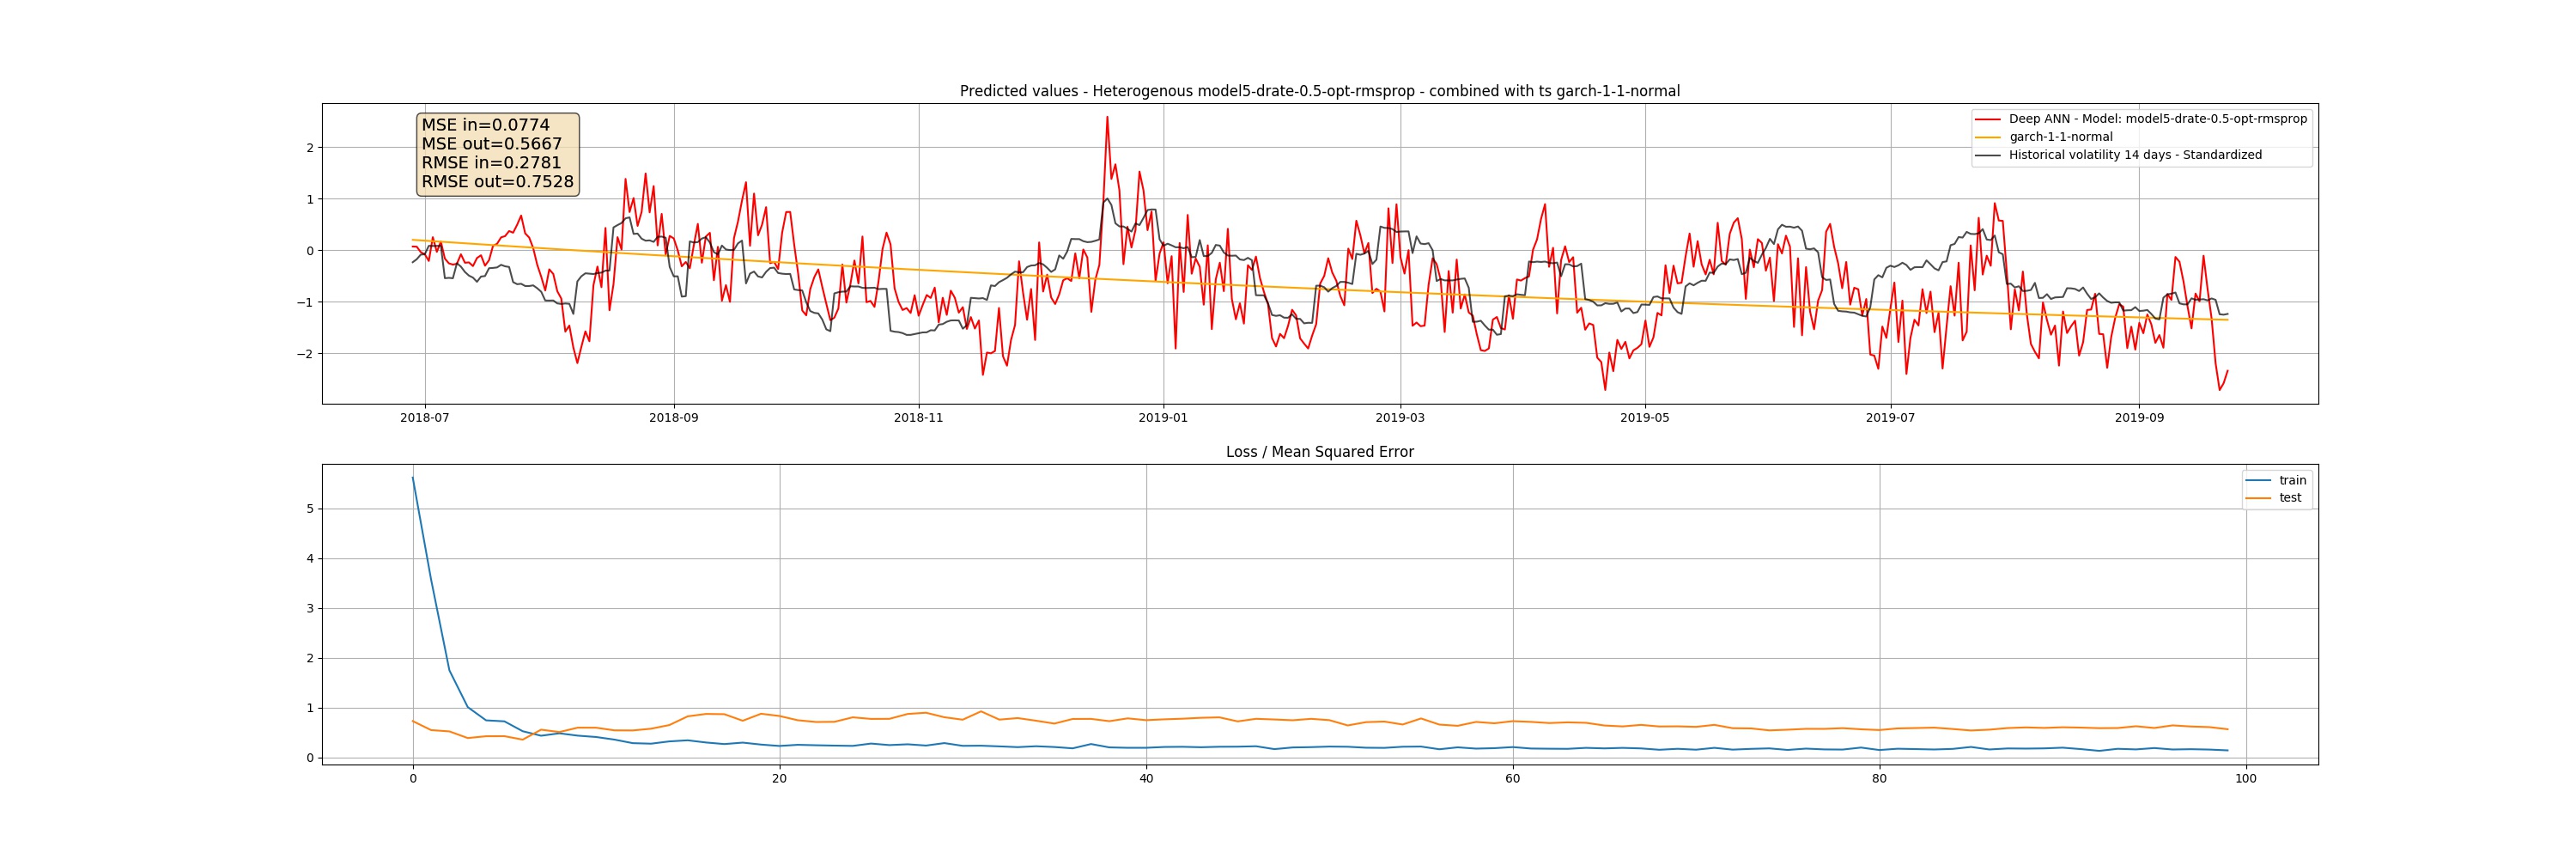 Predicted values - Heterogenous model5-drate-0.5-opt-rmsprop - combined with ts garch-1-1-normal
MSE in=0.0774
MSE out=0.5667
RMSE in=0.2781
RMSE out=0.7528
Deep ANN - Model: model5-drate-0.5-opt-rmsprop
garch-1-1-normal
Historical volatility 14 days - Standardized
2
1
0
−1
−2
2018-07 2018-09 2018-11 2019-01 2019-03 2019-05 2019-07 2019-09
Loss / Mean Squared Error
train
test
5
4
3
2
1
0
0 20 40 60 80 100